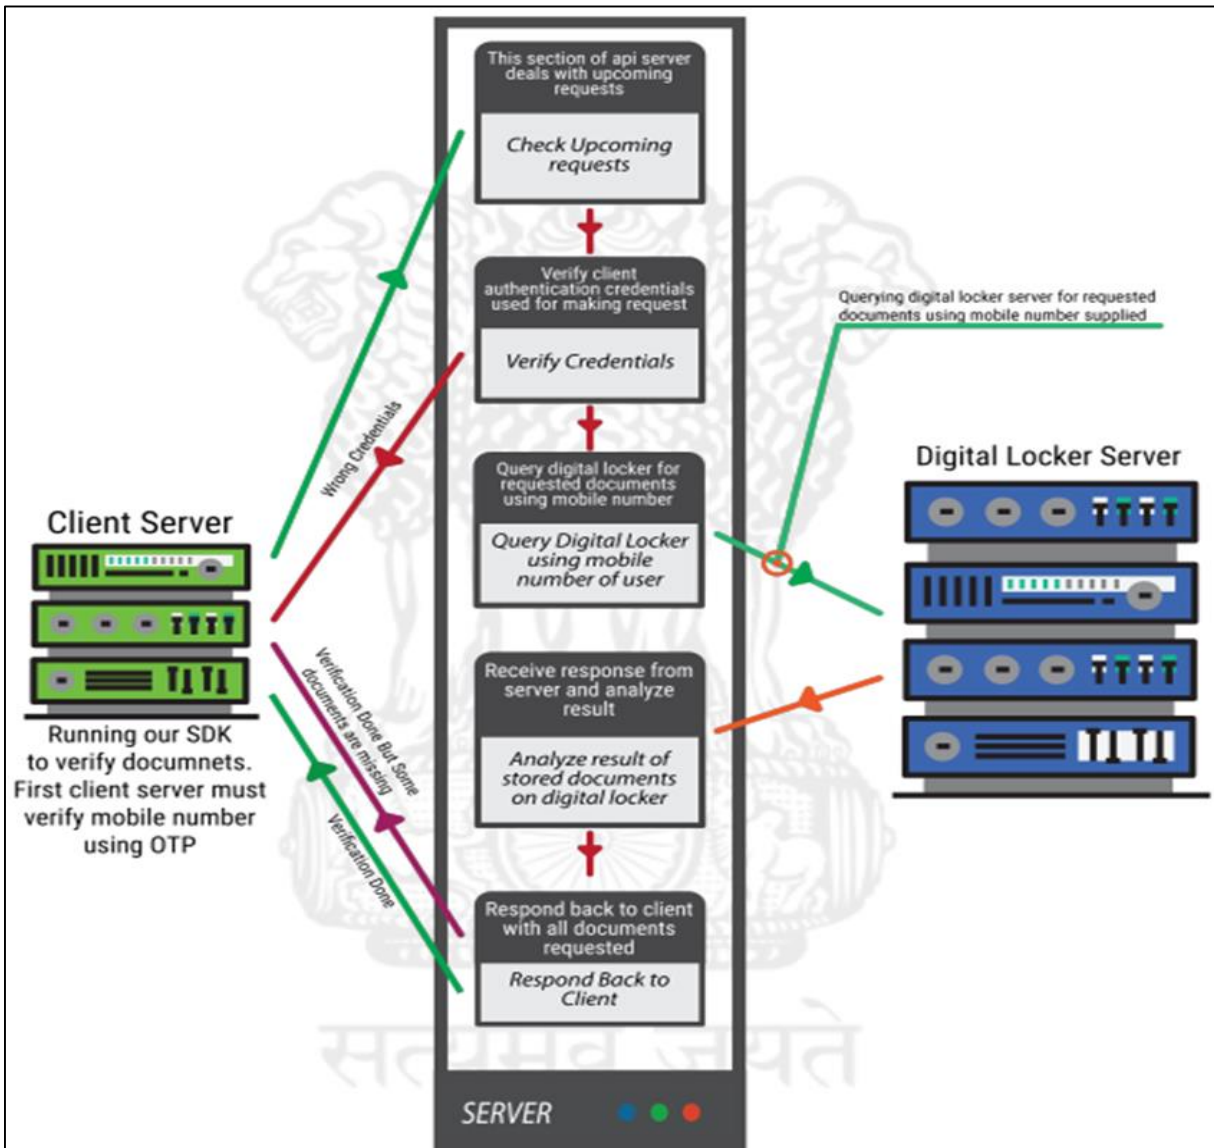 This section of api server
deals with upcoming
requests
Check Upcoming
requests
Verify client
authentication credentials
used for making request
Verify Credentials
Wrong Credentials
Query digital locker for
requested documents
using mobile number
Query Digital Locker
using mobile
number of user
Querying digital locker server for requested
documents using mobile number supplied
Digital Locker Server
Client Server
Running our SDK
to verify documnets.
First client server must
verify mobile number
using OTP
Receive response from
server and analyze
result
Analyze result of
stored documents
on digital locker
Verification Done But Some
documents are missing
Verification Done
Respond back to client
with all documents
requested
Respond Back to
Client
सत्यमेव जयते
SERVER